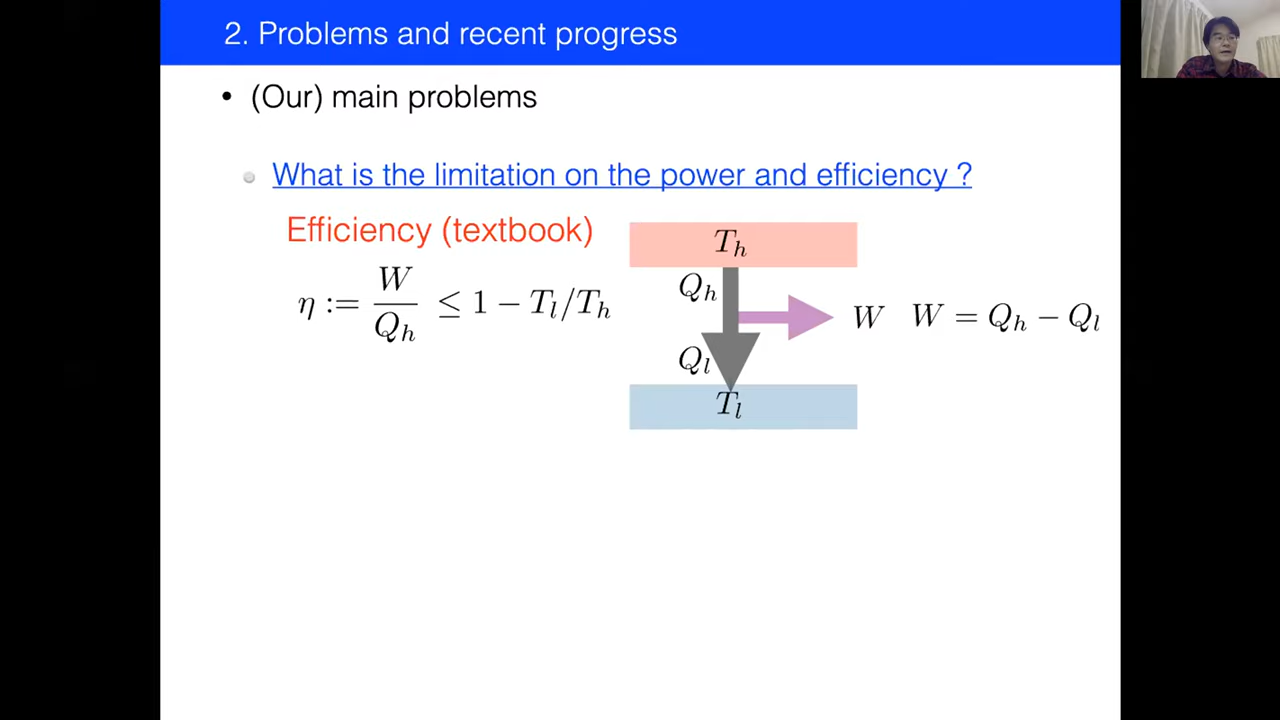 2. Problems and recent progress
• (Our) main problems
What is the limitation on the power and efficiency ?
Efficiency (textbook)
η := W/Q_h ≤ 1 − T_l/T_h
T_h
Q_h
W W = Q_h − Q_l
Q_l
T_l